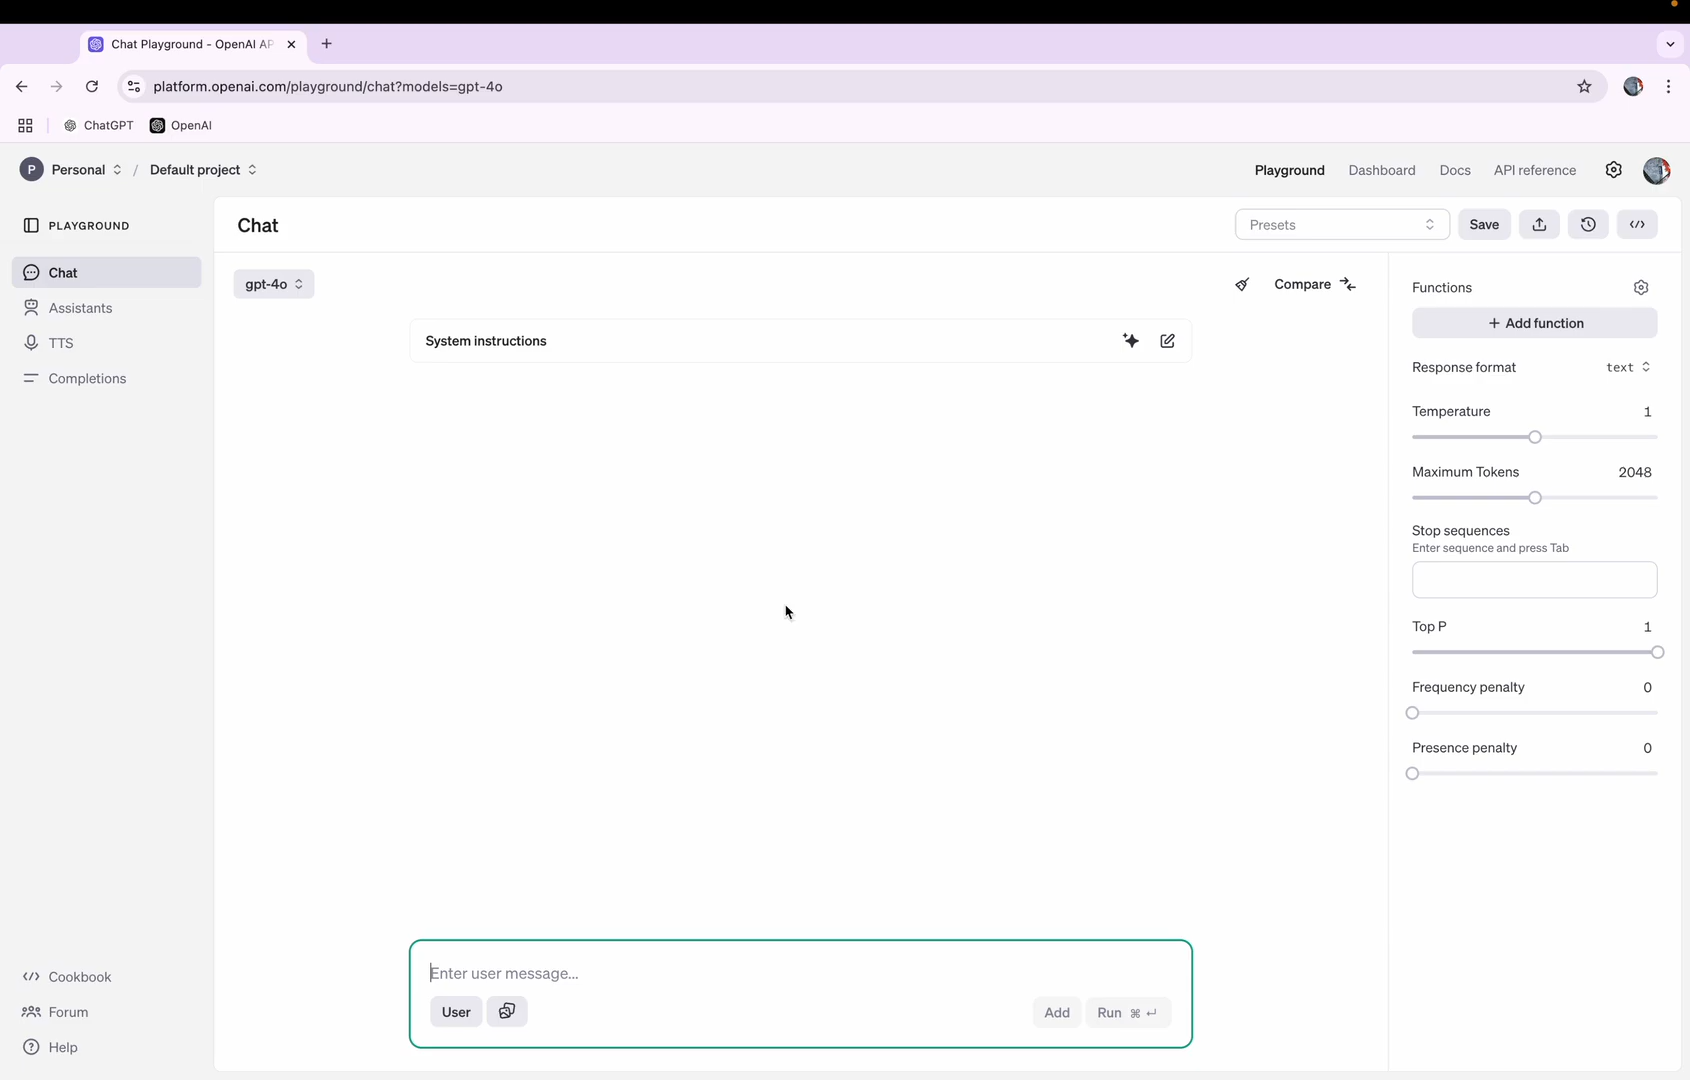 Chat Playground - OpenAI AP
platform.openai.com/playground/chat?models=gpt-4o
ChatGPT
OpenAI
P Personal / Default project
Playground Dashboard Docs API reference
PLAYGROUND
Chat
Assistants
TTS
Completions
Cookbook
Forum
Help
Chat
Presets
Save
gpt-4o
Compare
System instructions
Enter user message...
User
Add
Run ⌘ ↵
Functions
+ Add function
Response format text
Temperature 1
Maximum Tokens 2048
Stop sequences
Enter sequence and press Tab
Top P 1
Frequency penalty 0
Presence penalty 0